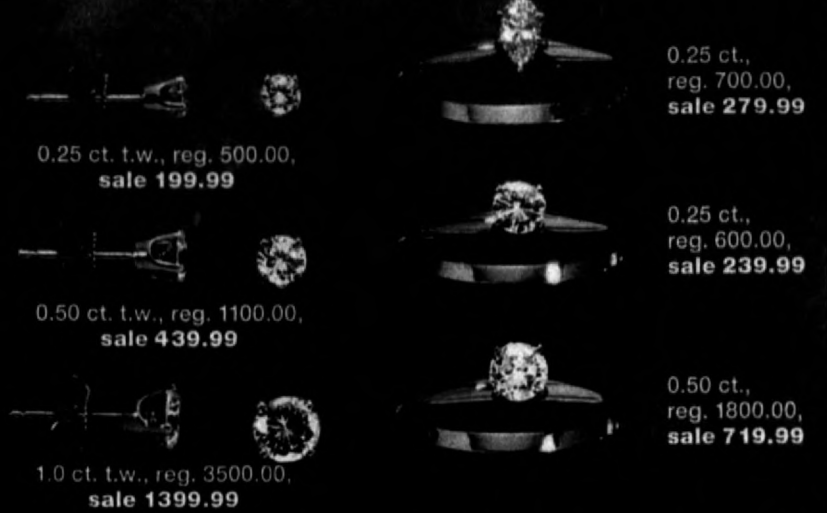 0.25 ct. t.w., reg. 500.00,
sale 199.99
0.50 ct. t.w., reg. 1100.00,
sale 439.99
1.0 ct. t.w., reg. 3500.00,
sale 1399.99
0.25 ct.,
reg. 700.00,
sale 279.99
0.25 ct.,
reg. 600.00,
sale 239.99
0.50 ct.,
reg. 1800.00,
sale 719.99